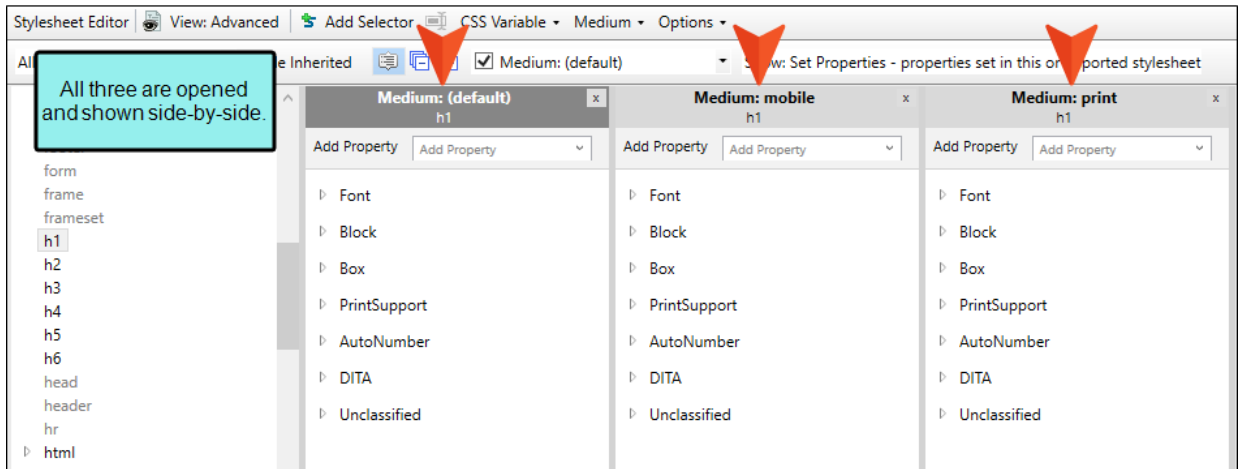 Stylesheet Editor View: Advanced Add Selector CSS Variable Medium Options
All
e Inherited Medium: (default) Set Properties - properties set in this or stylesheet
All three are opened
and shown side-by-side.
Medium: (default) x Medium: mobile x Medium: print x
h1 h1 h1
Add Property Add Property Add Property Add Property Add Property Add Property
form
frame Font Font Font
frameset
h1 Block Block Block
h2 Box Box Box
h3
h4 PrintSupport PrintSupport PrintSupport
h5 AutoNumber AutoNumber AutoNumber
h6
head DITA DITA DITA
header
hr Unclassified Unclassified Unclassified
html